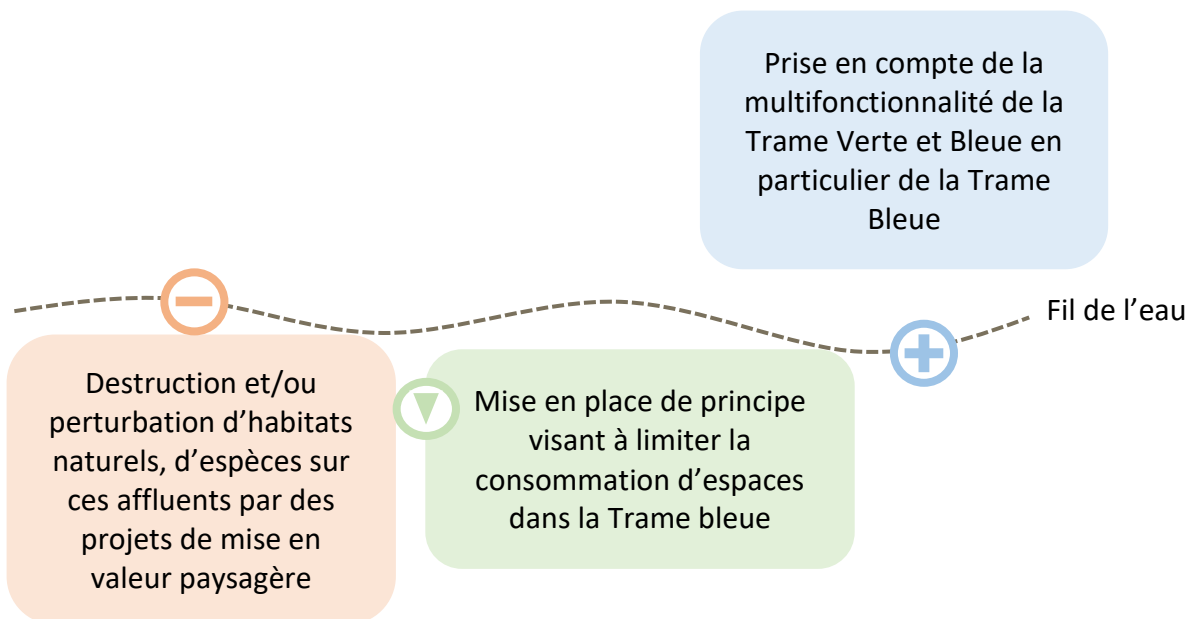 Prise en compte de la
multifonctionnalité de la
Trame Verte et Bleue en
particulier de la Trame
Bleue
Fil de l’eau
Destruction et/ou
perturbation d’habitats
naturels, d’espèces sur
ces affluents par des
projets de mise en
valeur paysagère
Mise en place de principe
visant à limiter la
consommation d’espaces
dans la Trame bleue